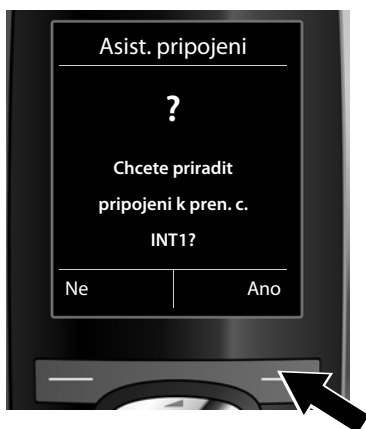 Asist. pripojeni
?
Chcete priradit
pripojeni k pren. c.
INT1?
Ne Ano